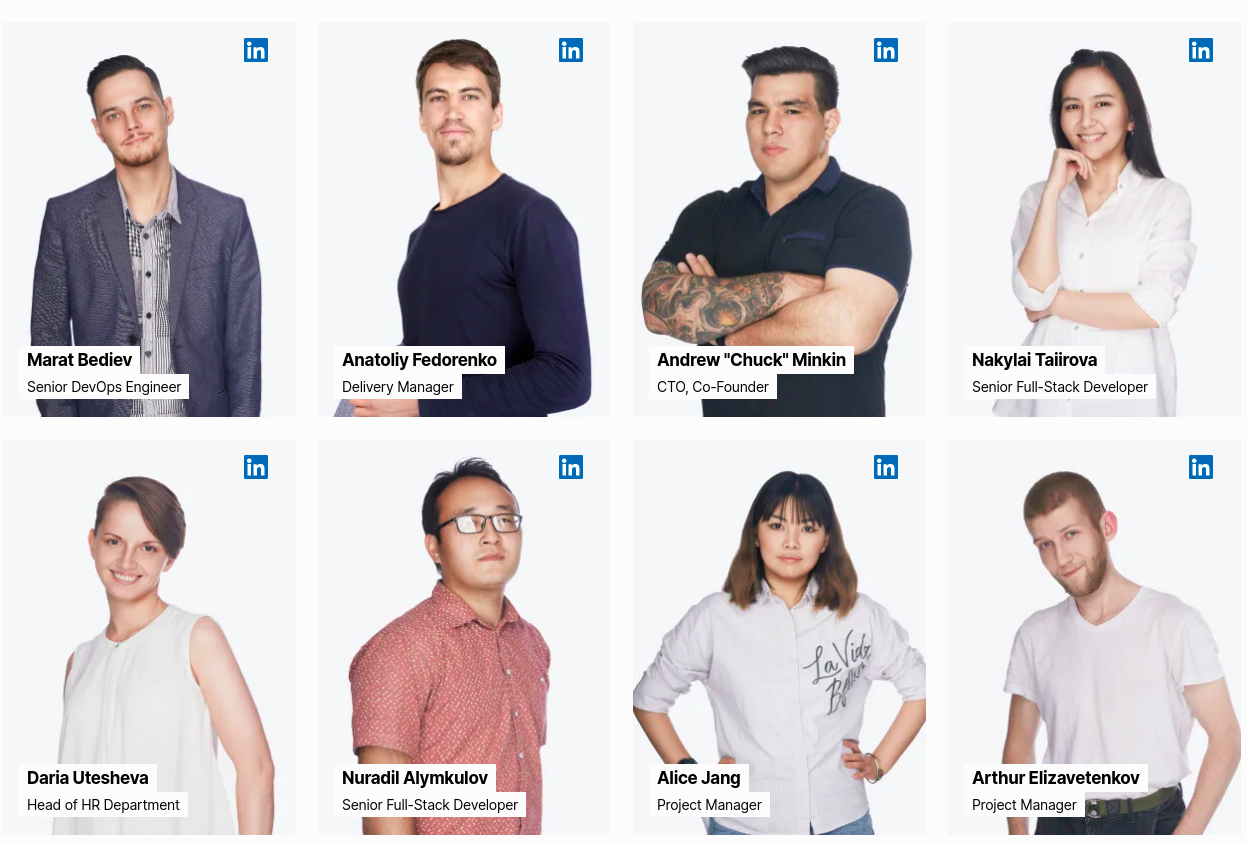 in
in
in
in
Marat Bediev
Senior DevOps Engineer
Anatoliy Fedorenko
Delivery Manager
Andrew "Chuck" Minkin
CTO, Co-Founder
Nakylai Taiirova
Senior Full-Stack Developer
in
in
in
in
La Vida
Bella
Daria Utesheva
Head of HR Department
Nuradil Alymkulov
Senior Full-Stack Developer
Alice Jang
Project Manager
Arthur Elizavetenkov
Project Manager